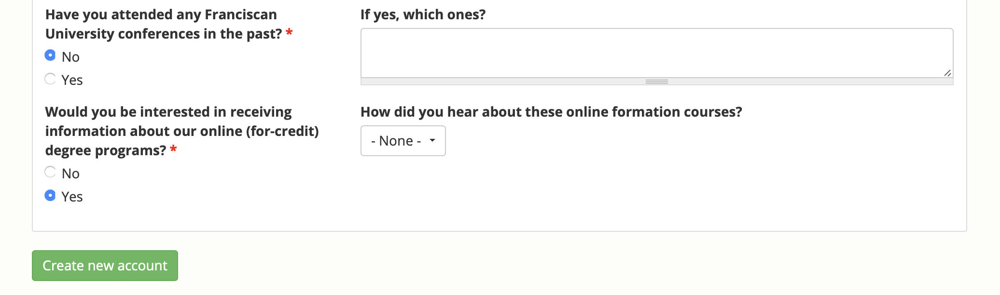 Have you attended any Franciscan
University conferences in the past? *
No
Yes
If yes, which ones?
Would you be interested in receiving
information about our online (for-credit)
degree programs? *
No
Yes
How did you hear about these online formation courses?
- None -
Create new account